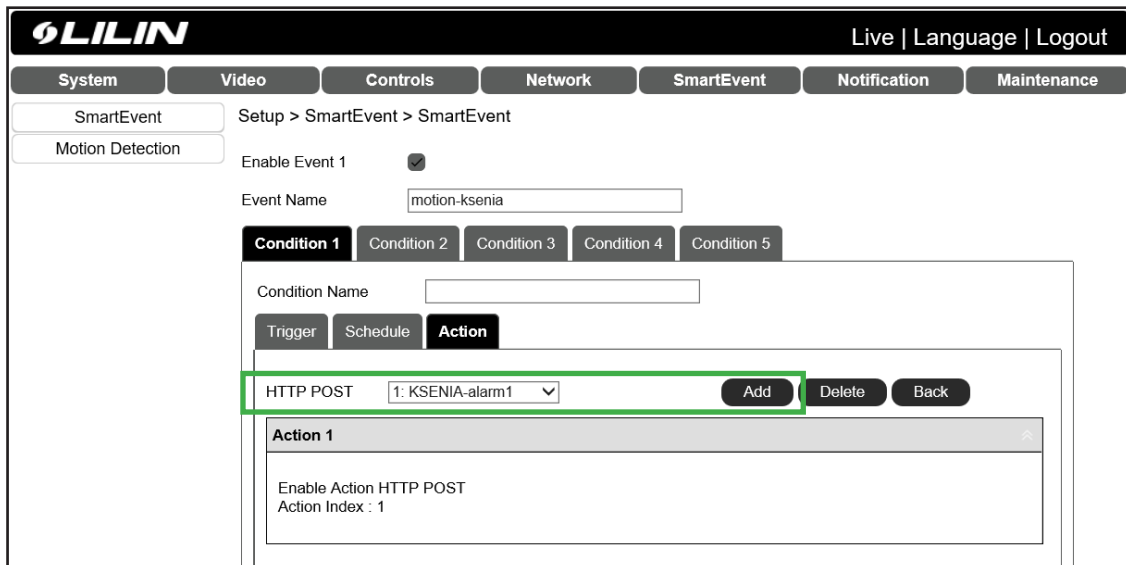 LILIN
Live | Language | Logout
System Video Controls Network SmartEvent Notification Maintenance
SmartEvent
Motion Detection
Setup > SmartEvent > SmartEvent
Enable Event 1
Event Name motion-ksenia
Condition 1 Condition 2 Condition 3 Condition 4 Condition 5
Condition Name
Trigger Schedule Action
HTTP POST 1: KSENIA-alarm1 Add Delete Back
Action 1
Enable Action HTTP POST
Action Index : 1